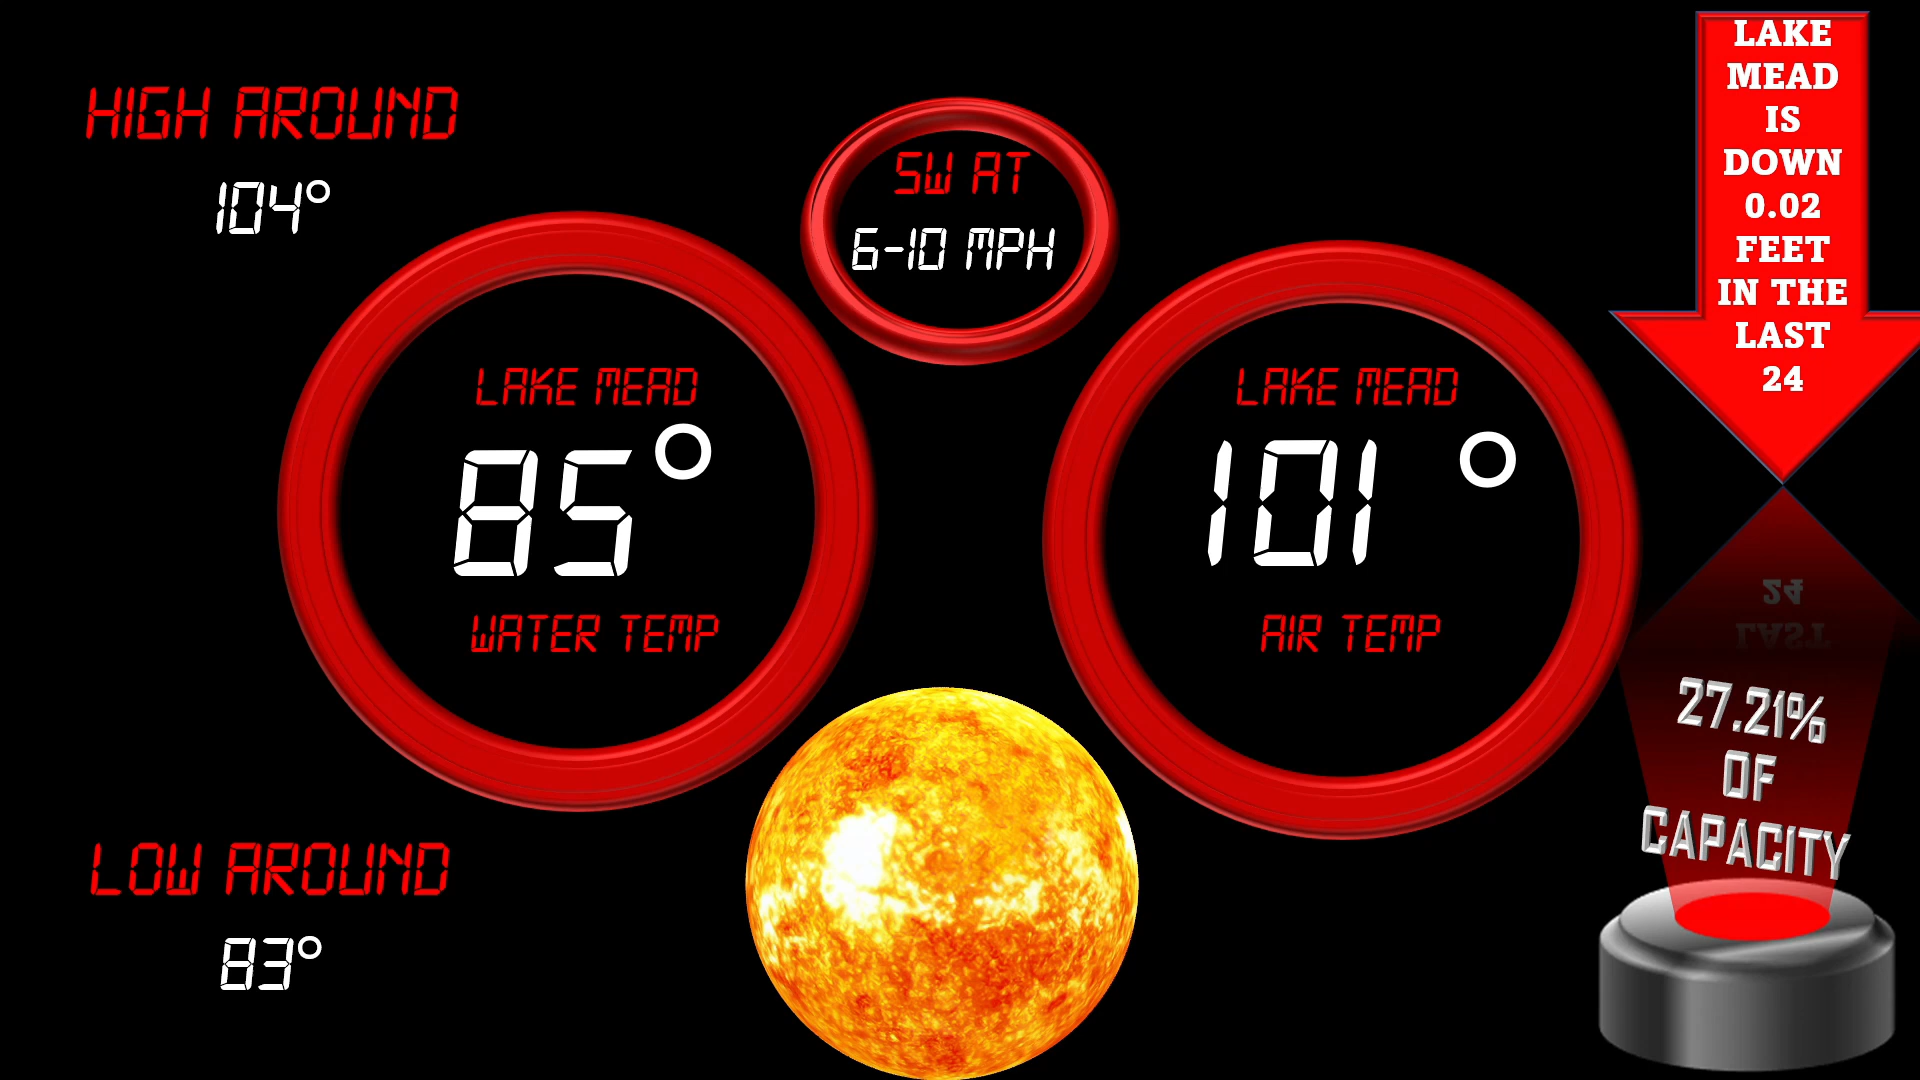 HIGH AROUND
104°
SW AT
6-10 MPH
LAKE MEAD
85°
WATER TEMP
LAKE MEAD
101 °
AIR TEMP
LOW AROUND
83°
LAKE
MEAD
IS
DOWN
0.02
FEET
IN THE
LAST
24
27.21%
OF
CAPACITY